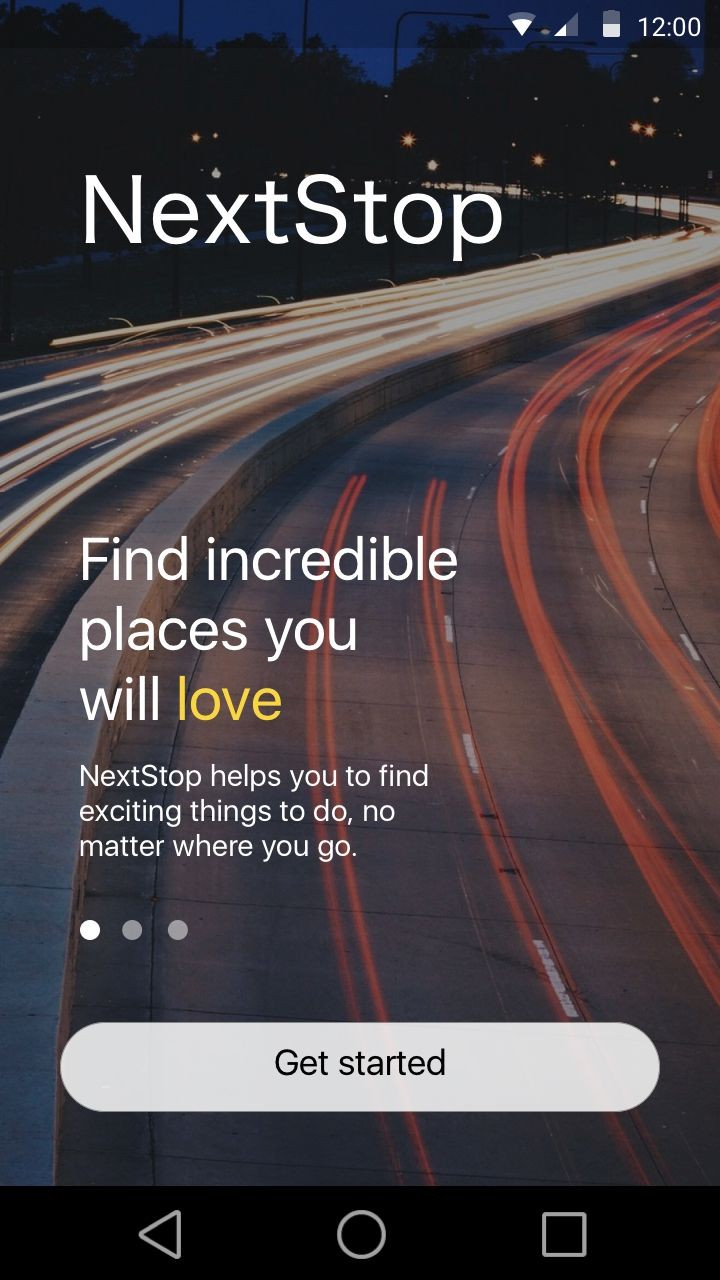 12:00
NextStop
Find incredible
places you
will love
NextStop helps you to find
exciting things to do, no
matter where you go.
Get started